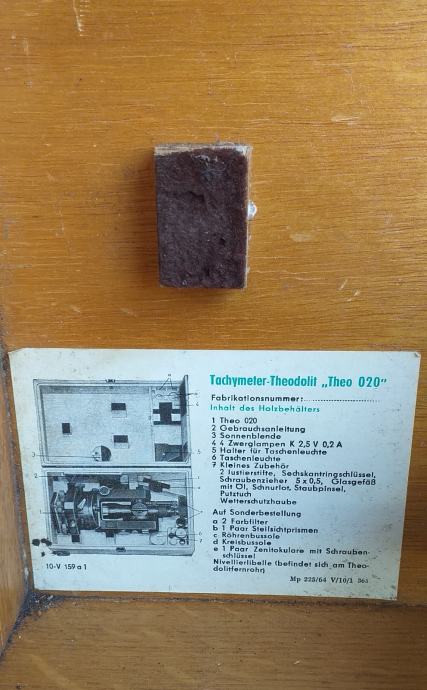 Tachymeter-Theodolit „Theo 020"
Fabrikationsnummer:
Inhalt des Holzbehälters
1 Theo 020
2 Gebrauchsanleitung
3 Sonnenblende
4 4 Zwerglampen K 2,5 V 0,2 A
5 Halter für Taschenleuchte
6 Taschenleuchte
7 Kleines Zubehör
2 Justierstifte, Sechskantringschlüssel,
Schraubenzieher 5 x 0,5, Glasgefäß
mit Öl, Schnurlot, Staubpinsel,
Putztuch
Wetterschutzhaube
Auf Sonderbestellung
a 2 Farbfilter
b 1 Paar Steilsichtprismen
c Röhrenbussole
d Kreisbussole
e 1 Paar Zenitokulare mit Schrauben-
schlüssel
Nivellierlibelle (befindet sich am Theo-
dolitfernrohr)
10-V 159 a 1
Mp 223/64 V/10/1 363